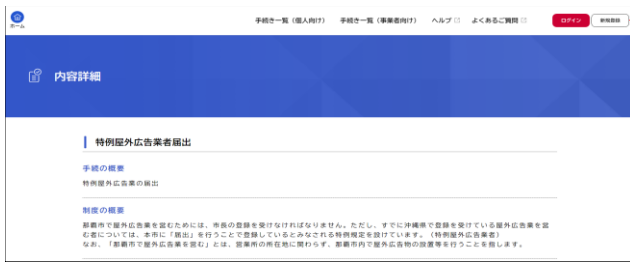 ホーム
手続き一覧（個人向け） 手続き一覧（事業者向け） ヘルプ よくあるご質問 ログイン 新規登録
内容詳細
特例屋外広告業者届出
手続の概要
特例屋外広告業の届出
制度の概要
那覇市で屋外広告業を営むためには、市長の登録を受けなければなりません。ただし、すでに沖縄県で登録を受けている屋外広告業を営
む者については、本市に「届出」を行うことで登録しているとみなされる特例規定を設けています。（特例屋外広告業者）
なお、「那覇市で屋外広告業を営む」とは、営業所の所在地に関わらず、那覇市内で屋外広告物の設置等を行うことを指します。